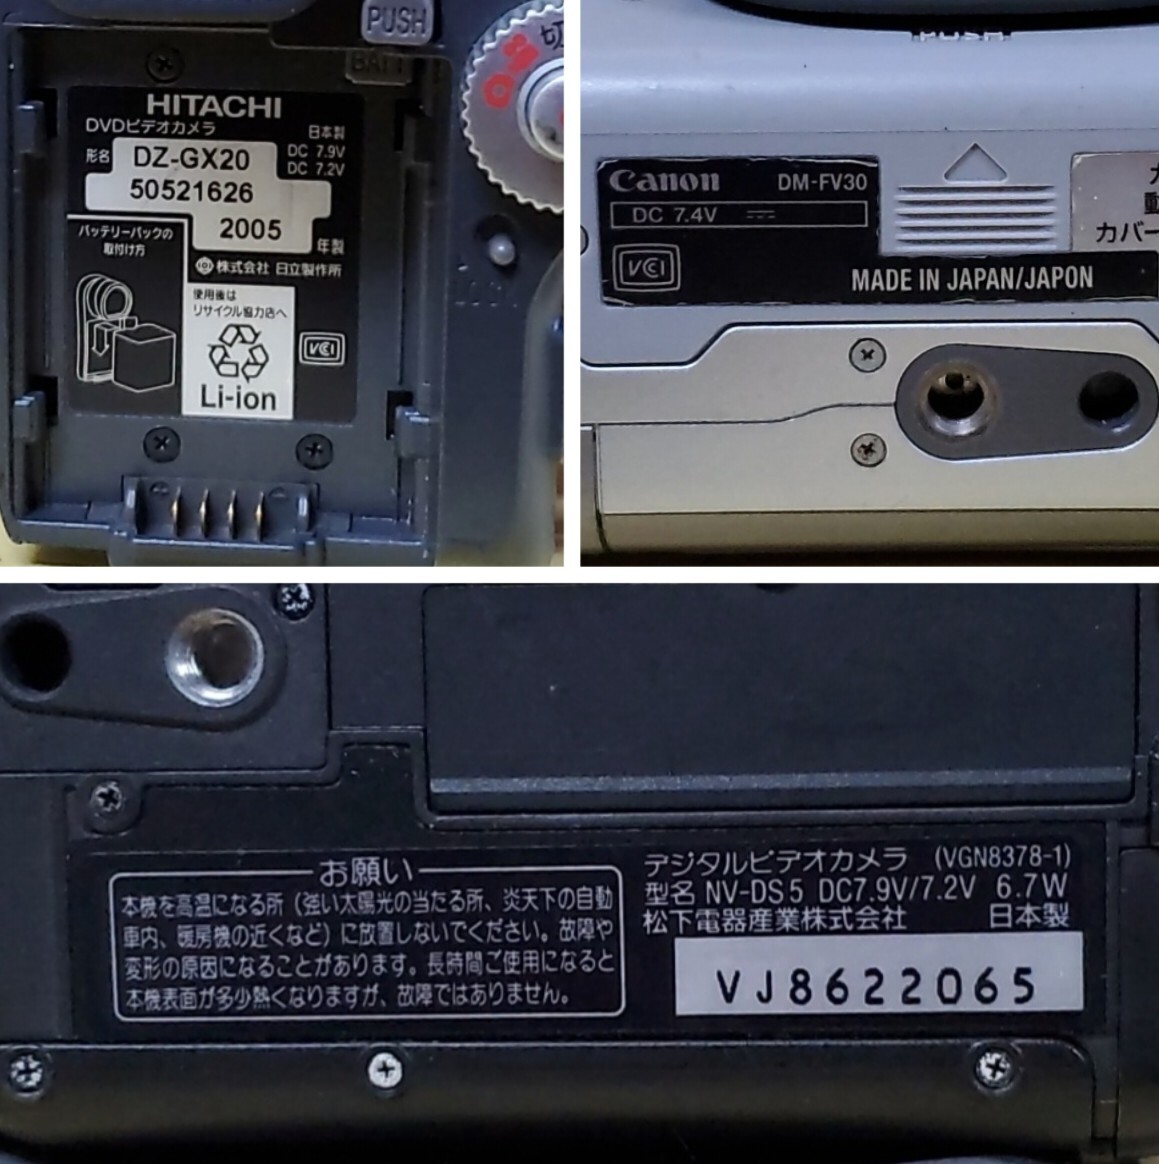 PUSH
BATT
切
HITACHI
DVDビデオカメラ
日本製
形名 DZ-GX20
DC 7.9V
DC 7.2V
50521626
2005
年製
バッテリーパックの
取付け方
株式会社 日立製作所
使用後は
リサイクル協力店へ
VCI
Li-ion
LOCK
PUSH
Canon DM-FV30
DC 7.4V
VCI
MADE IN JAPAN/JAPON
カバー
お願い
本機を高温になる所（強い太陽光の当たる所、炎天下の自動
車内、暖房機の近くなど）に放置しないでください。故障や
変形の原因になることがあります。長時間ご使用になると
本機表面が多少熱くなりますが、故障ではありません。
デジタルビデオカメラ (VGN8378-1)
型名 NV-DS5 DC7.9V/7.2V 6.7W
松下電器産業株式会社 日本製
VJ8622065